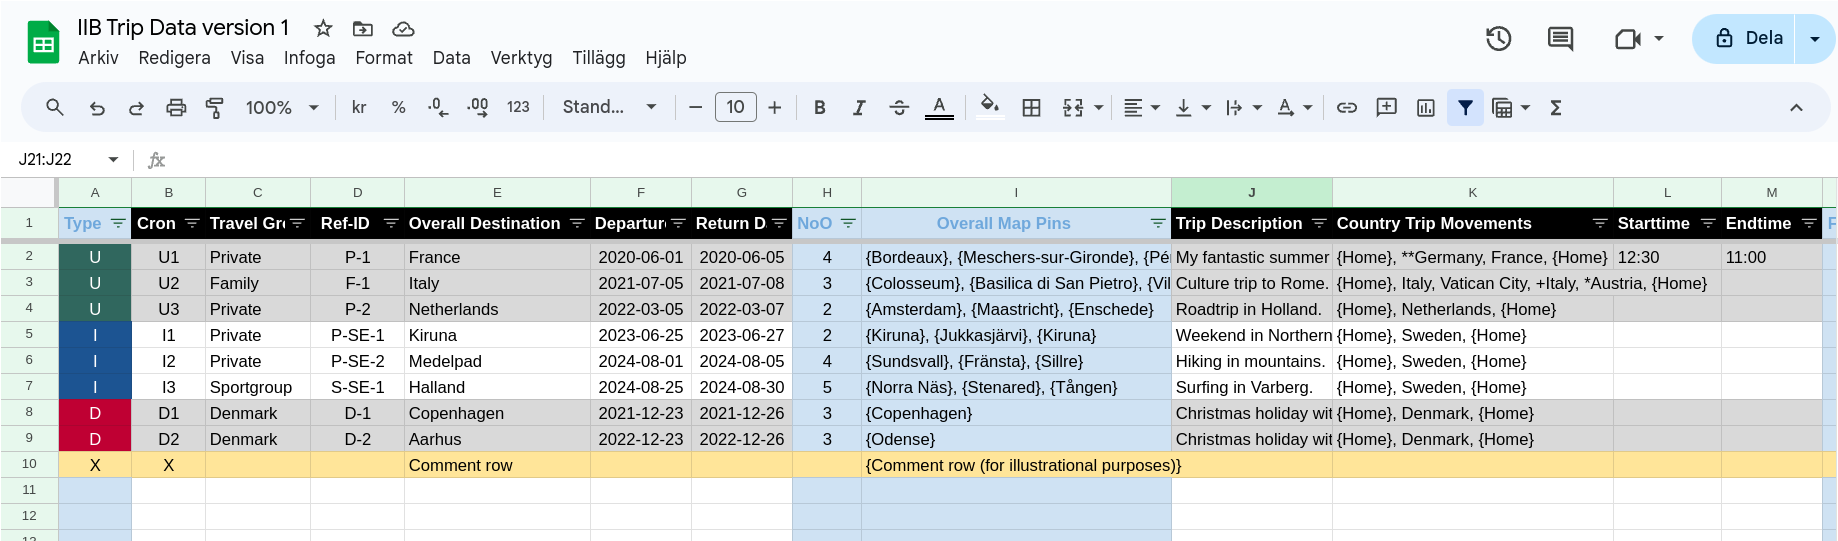 IIB Trip Data version 1
Arkiv Redigera Visa Infoga Format Data Verktyg Tillägg Hjälp
Dela
100% kr % .0 .00 123 Stand... 10 B I A A Σ
J21:J22 fx
A B C D E F G H I J K L M
1 Type Cron Travel Gr Ref-ID Overall Destination Departur Return D NoO Overall Map Pins Trip Description Country Trip Movements Starttime Endtime
2 U U1 Private P-1 France 2020-06-01 2020-06-05 4 {Bordeaux}, {Meschers-sur-Gironde}, {Pé My fantastic summer {Home}, **Germany, France, {Home} 12:30 11:00
3 U U2 Family F-1 Italy 2021-07-05 2021-07-08 3 {Colosseum}, {Basilica di San Pietro}, {Vil Culture trip to Rome. {Home}, Italy, Vatican City, +Italy, *Austria, {Home}
4 U U3 Private P-2 Netherlands 2022-03-05 2022-03-07 2 {Amsterdam}, {Maastricht}, {Enschede} Roadtrip in Holland. {Home}, Netherlands, {Home}
5 I I1 Private P-SE-1 Kiruna 2023-06-25 2023-06-27 2 {Kiruna}, {Jukkasjärvi}, {Kiruna} Weekend in Northern {Home}, Sweden, {Home}
6 I I2 Private P-SE-2 Medelpad 2024-08-01 2024-08-05 4 {Sundsvall}, {Fränsta}, {Sillre} Hiking in mountains. {Home}, Sweden, {Home}
7 I I3 Sportgroup S-SE-1 Halland 2024-08-25 2024-08-30 5 {Norra Näs}, {Stenared}, {Tången} Surfing in Varberg. {Home}, Sweden, {Home}
8 D D1 Denmark D-1 Copenhagen 2021-12-23 2021-12-26 3 {Copenhagen} Christmas holiday wit {Home}, Denmark, {Home}
9 D D2 Denmark D-2 Aarhus 2022-12-23 2022-12-26 3 {Odense} Christmas holiday wit {Home}, Denmark, {Home}
10 X X Comment row {Comment row (for illustrational purposes)}
11
12